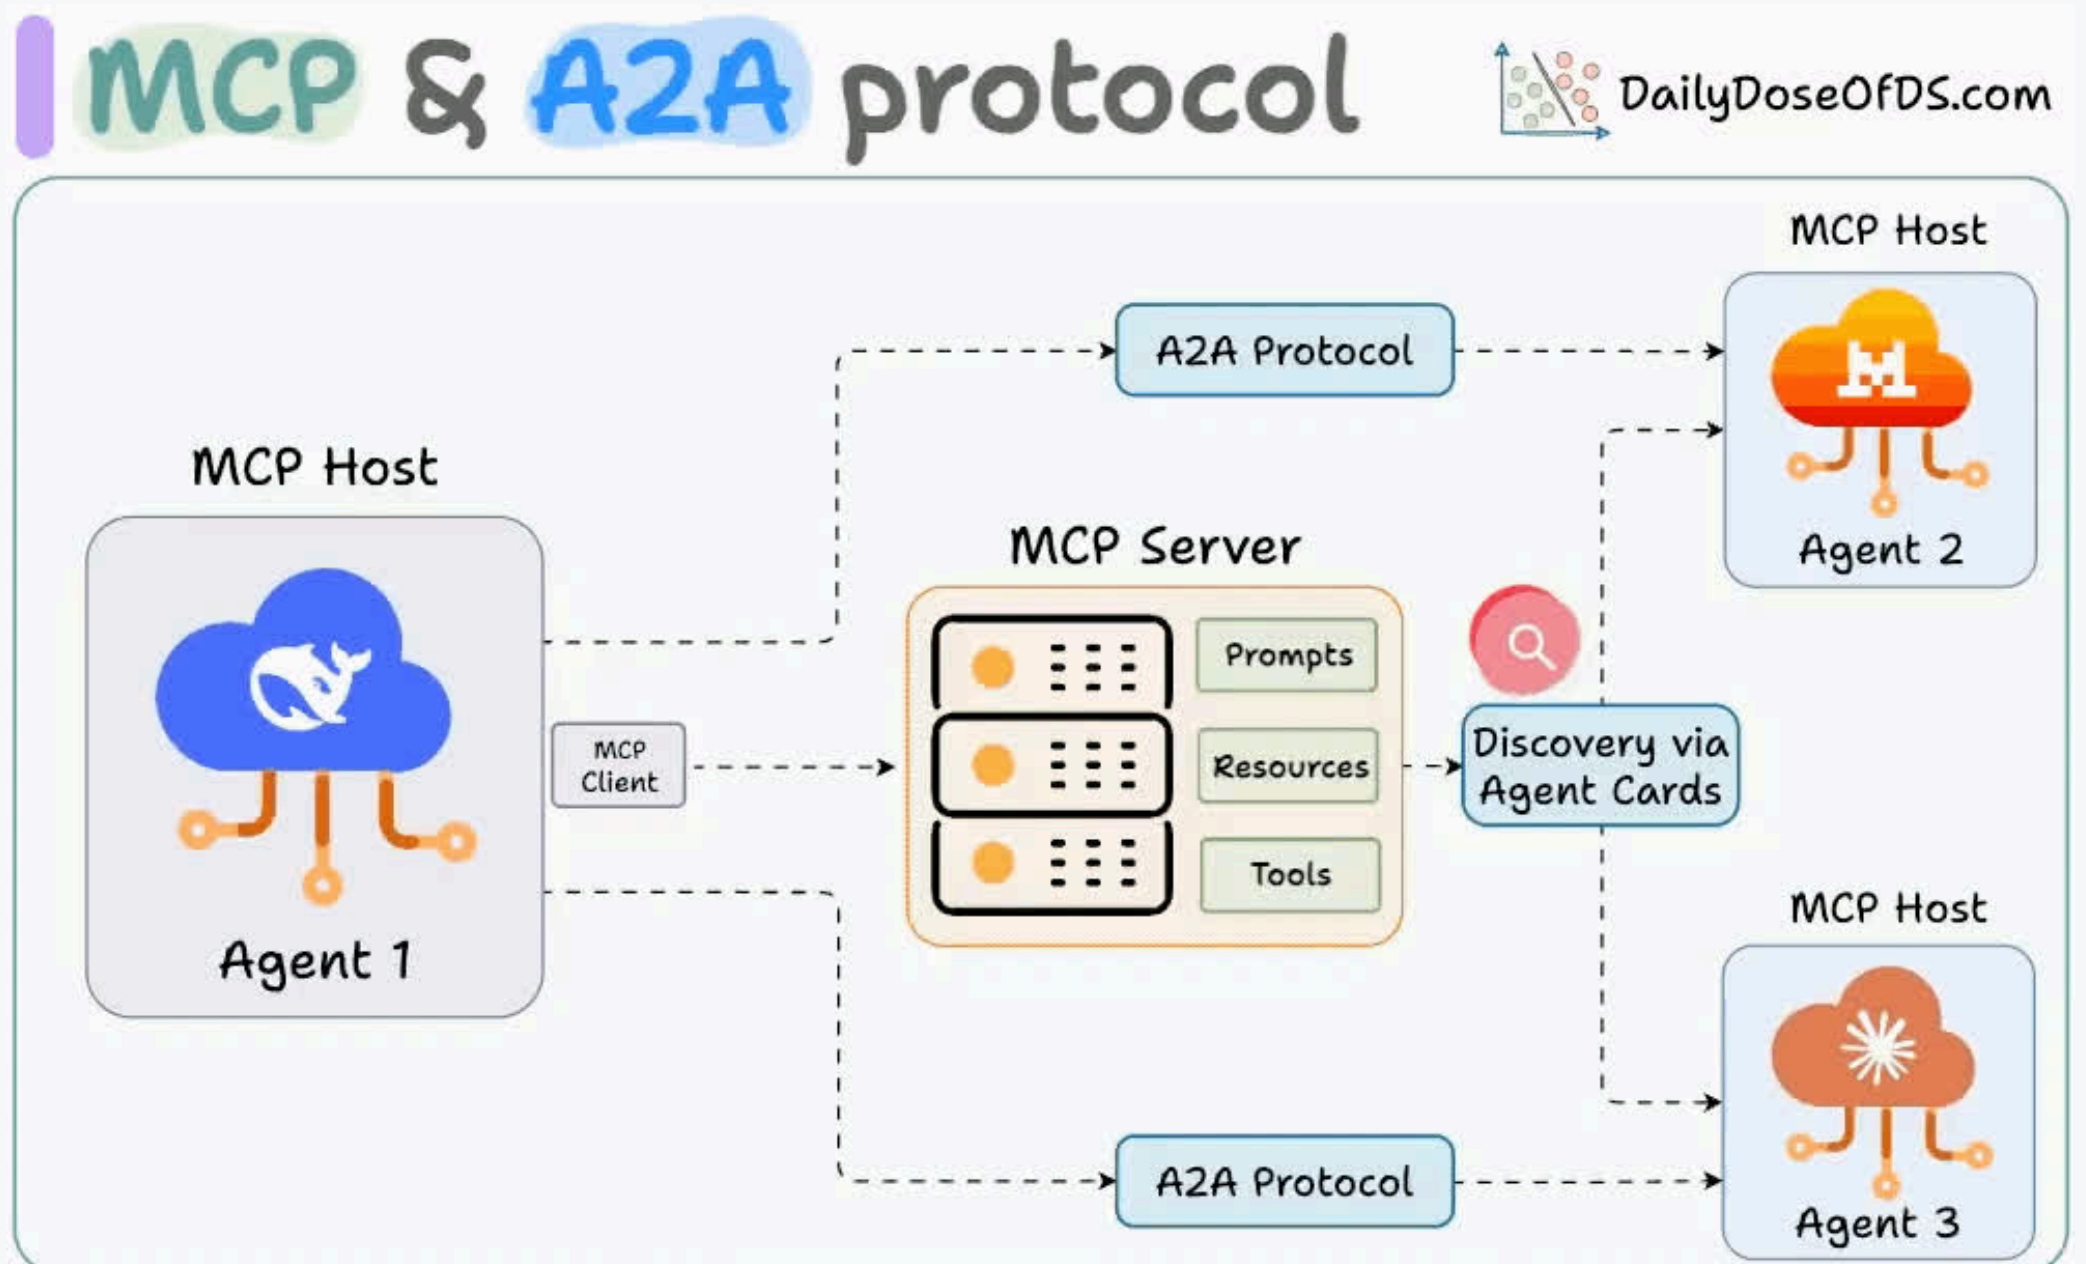 MCP & A2A protocol
DailyDoseOfDS.com
MCP Host
A2A Protocol
MCP Host
Agent 2
MCP Server
Prompts
MCP
Client
Resources
Discovery via
Agent Cards
Tools
Agent 1
MCP Host
A2A Protocol
Agent 3